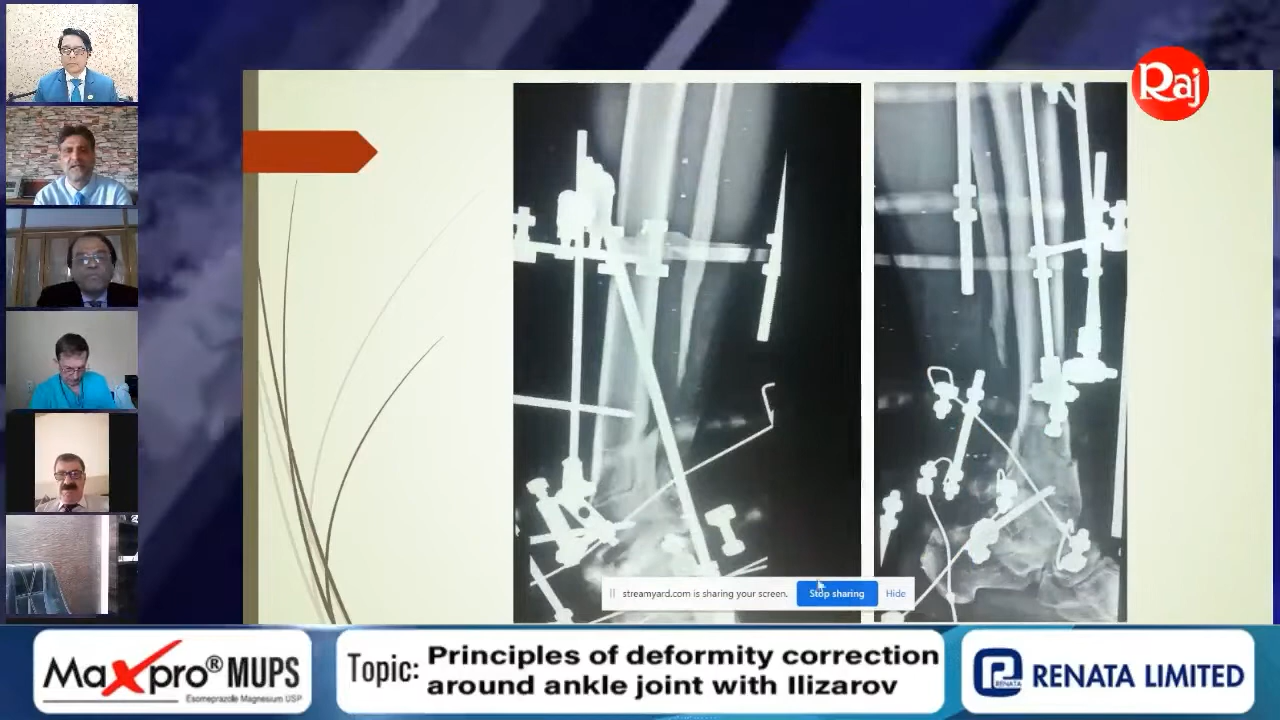 Raj
streamyard.com is sharing your screen.
Stop sharing
Hide
Maxpro® MUPS
Esomeprazole Magnesium USP
Topic: Principles of deformity correction
around ankle joint with Ilizarov
RENATA
RENATA LIMITED